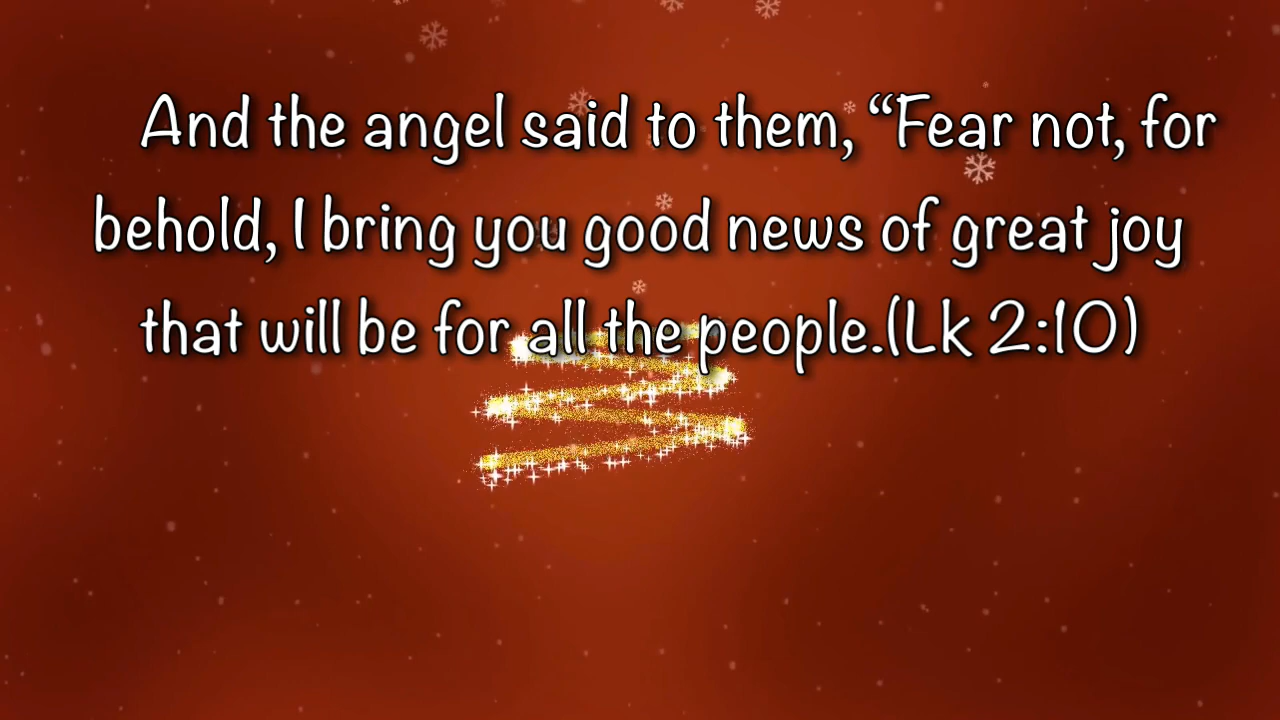 And the angel said to them, “Fear not, for
behold, I bring you good news of great joy
that will be for all the people.(Lk 2:10)